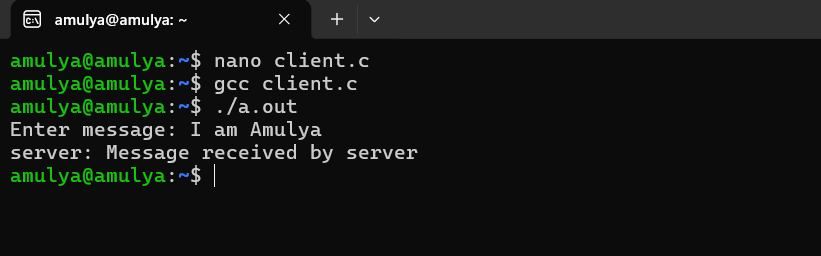 amulya@amulya: ~
amulya@amulya:~$ nano client.c
amulya@amulya:~$ gcc client.c
amulya@amulya:~$ ./a.out
Enter message: I am Amulya
server: Message received by server
amulya@amulya:~$